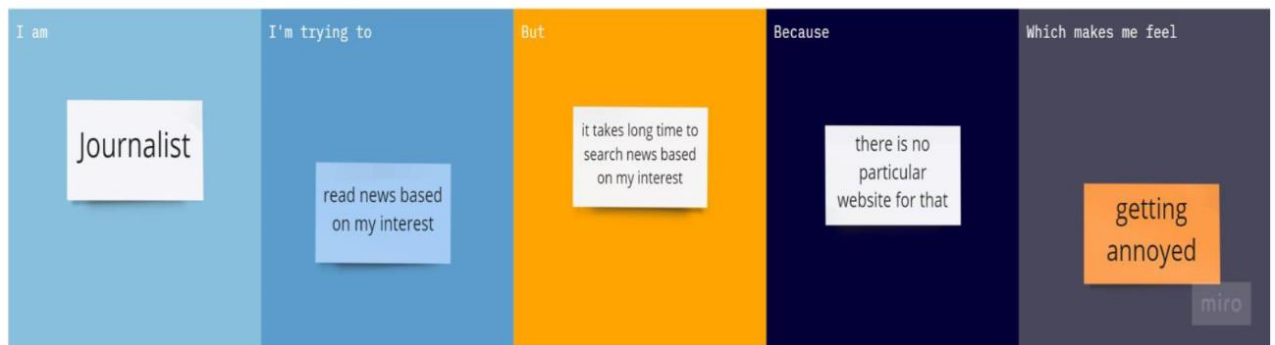 I am
Journalist
I'm trying to
read news based
on my interest
But
it takes long time to
search news based
on my interest
Because
there is no
particular
website for that
Which makes me feel
getting
annoyed
miro